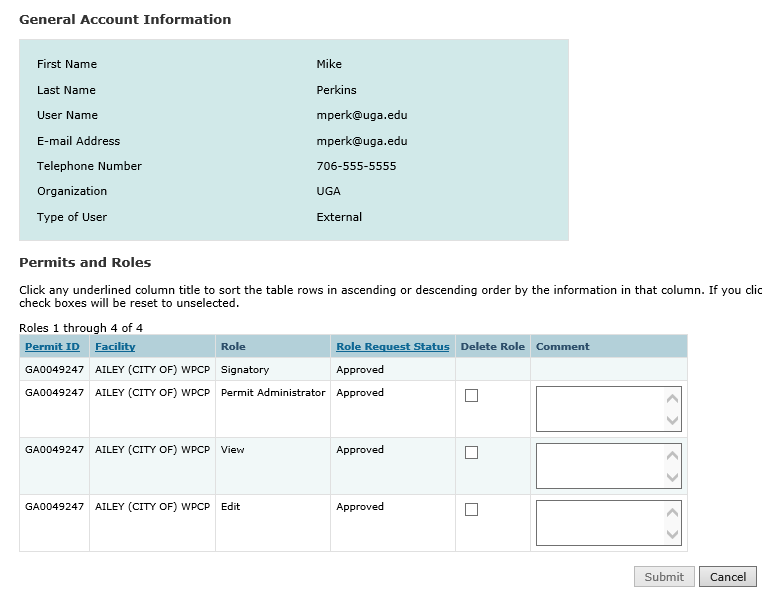 General Account Information
First Name Mike
Last Name Perkins
User Name mperk@uga.edu
E-mail Address mperk@uga.edu
Telephone Number 706-555-5555
Organization UGA
Type of User External
Permits and Roles
Click any underlined column title to sort the table rows in ascending or descending order by the information in that column. If you clic
check boxes will be reset to unselected.
Roles 1 through 4 of 4
Permit ID Facility Role Role Request Status Delete Role Comment
GA0049247 AILEY (CITY OF) WPCP Signatory Approved
GA0049247 AILEY (CITY OF) WPCP Permit Administrator Approved
GA0049247 AILEY (CITY OF) WPCP View Approved
GA0049247 AILEY (CITY OF) WPCP Edit Approved
Submit Cancel